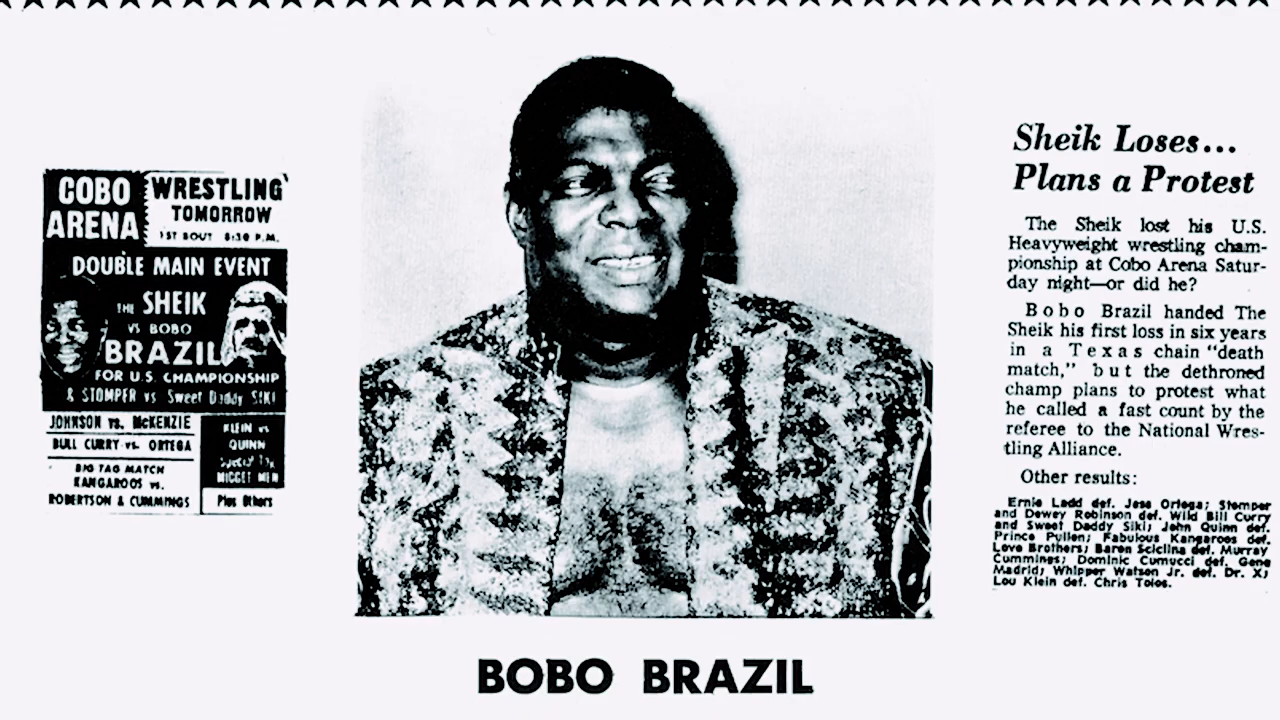 COBO
ARENA
WRESTLING
TOMORROW
1ST BOUT 8:30 P.M.
DOUBLE MAIN EVENT
THE SHEIK
VS BOBO
BRAZIL
FOR U.S. CHAMPIONSHIP
& STOMPER vs Sweet Daddy SIKI
JOHNSON vs. McKENZIE
BULL CURRY vs. ORTEGA
BIG TAG MATCH
KANGAROOS vs.
ROBERTSON & CUMMINGS
KLEIN vs
QUINN
MIDGET MEN
Plus Others
BOBO BRAZIL
Sheik Loses...
Plans a Protest
The Sheik lost his U.S.
Heavyweight wrestling cham-
pionship at Cobo Arena Satur-
day night—or did he?
Bobo Brazil handed The
Sheik his first loss in six years
in a Texas chain "death
match," but the dethroned
champ plans to protest what
he called a fast count by the
referee to the National Wres-
tling Alliance.
Other results:
Ernie Ladd def. Jess Ortega; Stomper
and Dewey Robinson def. Wild Bill Curry
and Sweet Daddy Siki; John Quinn def.
Prince Pullen; Fabulous Kangaroos def.
Love Brothers; Baron Scicluna def. Murray
Cummings; Dominic Cumucci def. Gene
Madrid; Whipper Watson Jr. def. Dr. X;
Lou Klein def. Chris Tolos.